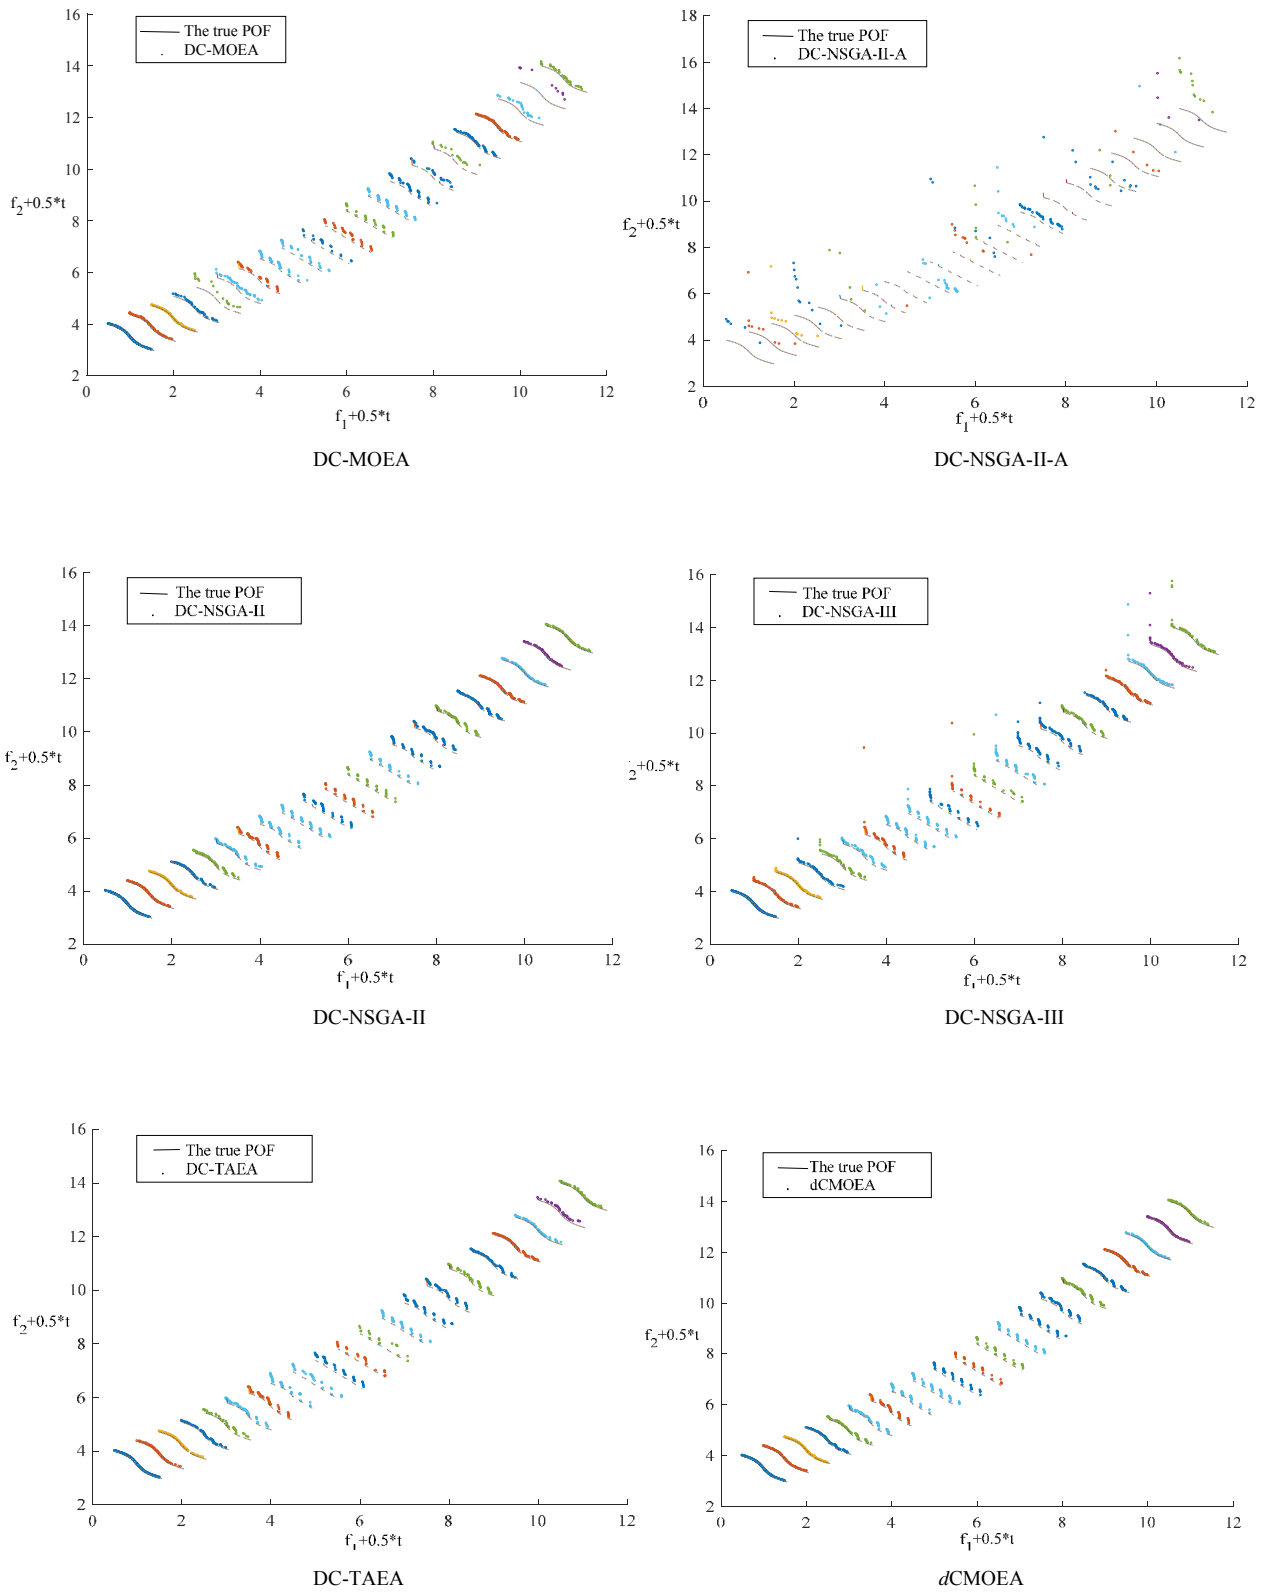 16
The true POF
DC-MOEA
14
12
10
f2+0.5*t
8
6
4
2
0 2 4 6 8 10 12
f1+0.5*t
DC-MOEA
18
The true POF
DC-NSGA-II-A
16
14
12
10
f2+0.5*t
8
6
4
2
0 2 4 6 8 10 12
f1+0.5*t
DC-NSGA-II-A
16
The true POF
DC-NSGA-II
14
12
10
f2+0.5*t
8
6
4
2
0 2 4 6 8 10 12
f1+0.5*t
DC-NSGA-II
16
The true POF
DC-NSGA-III
14
12
10
2+0.5*t
8
6
4
2
0 2 4 6 8 10 12
f1+0.5*t
DC-NSGA-III
16
The true POF
DC-TAEA
14
12
10
f2+0.5*t
8
6
4
2
0 2 4 6 8 10 12
f1+0.5*t
DC-TAEA
16
The true POF
dCMOEA
14
12
10
f2+0.5*t
8
6
4
2
0 2 4 6 8 10 12
f1+0.5*t
dCMOEA